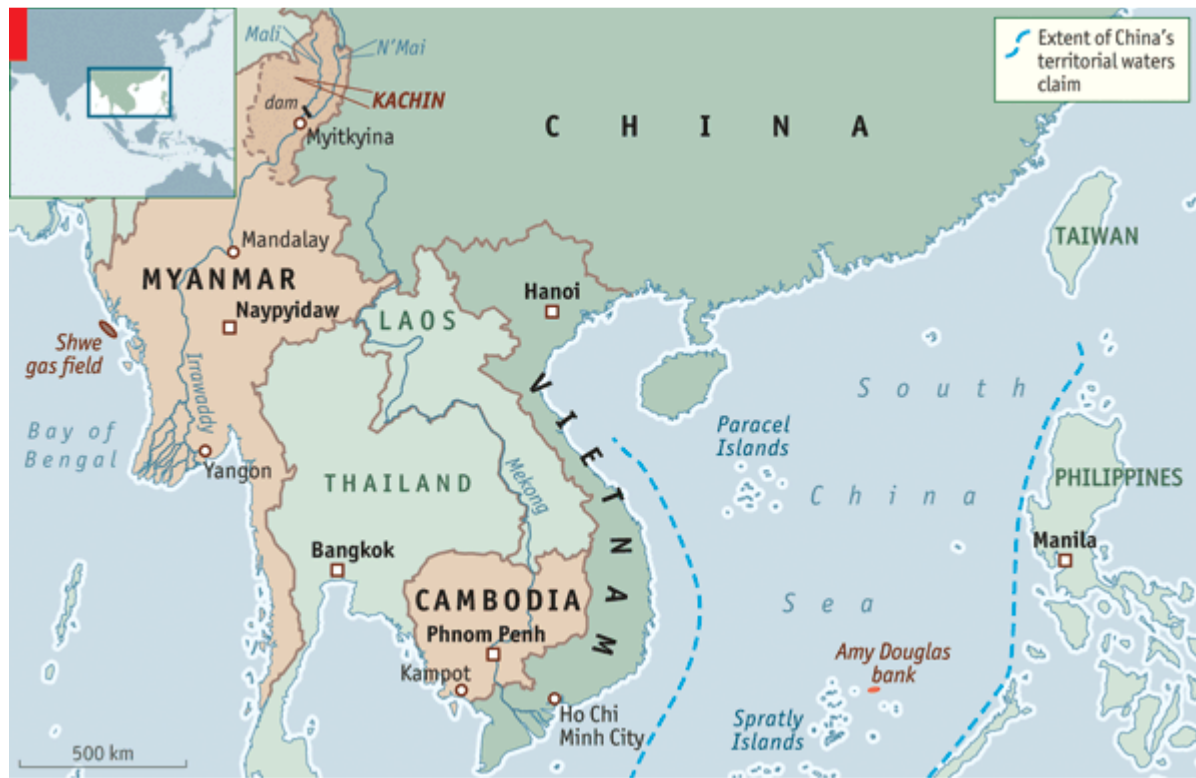 Mali
N'Mai
dam
KACHIN
Myitkyina
CHINA
Extent of China's
territorial waters
claim
TAIWAN
Mandalay
MYANMAR
Naypyidaw
Hanoi
LAOS
Shwe
gas field
Irrawaddy
VIETNAM
South
Paracel
Islands
Bay of
Bengal
Yangon
THAILAND
Mekong
China
PHILIPPINES
Bangkok
Manila
CAMBODIA
Sea
Phnom Penh
Kampot
Amy Douglas
bank
Ho Chi
Minh City
Spratly
Islands
500 km